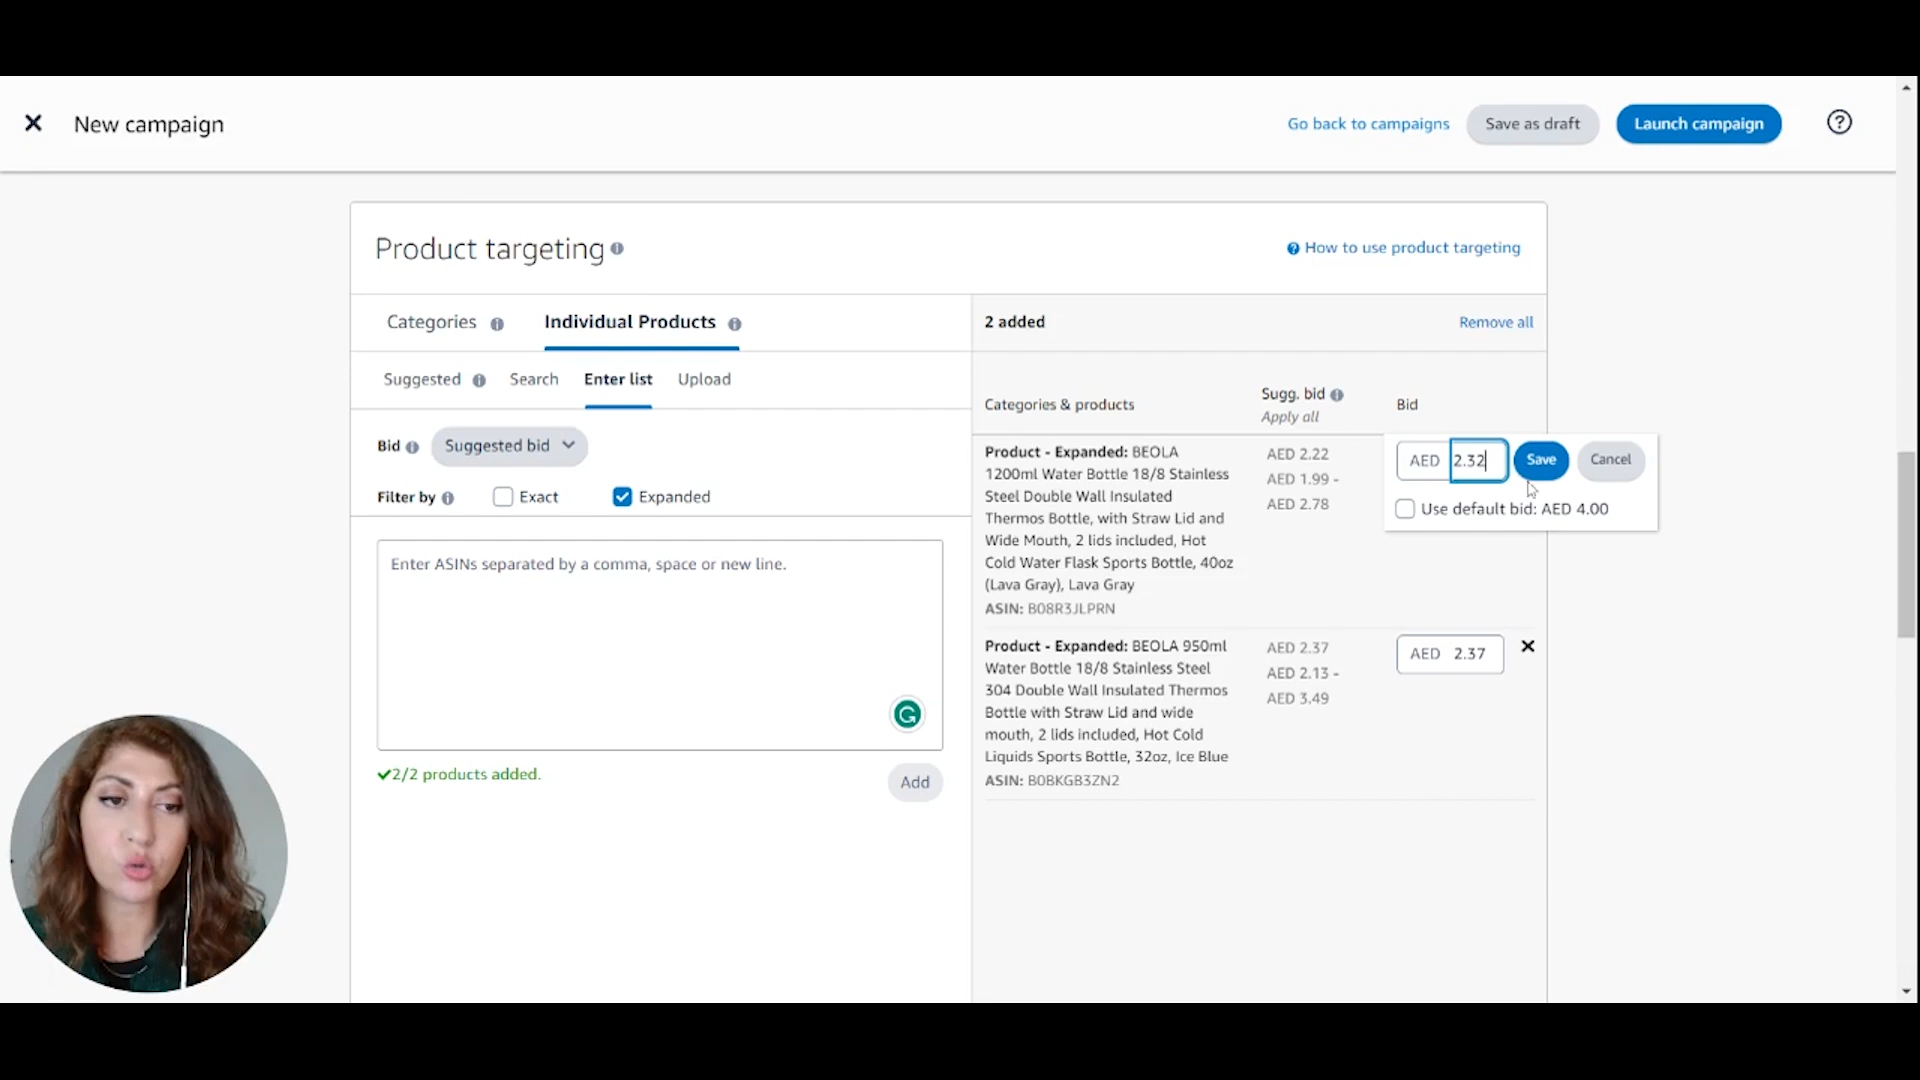 New campaign
Go back to campaigns
Save as draft
Launch campaign
Product targeting
How to use product targeting
Categories
Individual Products
2 added
Remove all
Suggested
Search
Enter list
Upload
Categories & products
Sugg. bid
Apply all
Bid
Bid
Suggested bid
Filter by
Exact
Expanded
Enter ASINs separated by a comma, space or new line.
2/2 products added.
Add
Product - Expanded: BEOLA
1200ml Water Bottle 18/8 Stainless
Steel Double Wall Insulated
Thermos Bottle, with Straw Lid and
Wide Mouth, 2 lids included, Hot
Cold Water Flask Sports Bottle, 40oz
(Lava Gray), Lava Gray
ASIN: B08R3JLPRN
AED 2.22
AED 1.99 -
AED 2.78
AED 2.32
Save
Cancel
Use default bid: AED 4.00
Product - Expanded: BEOLA 950ml
Water Bottle 18/8 Stainless Steel
304 Double Wall Insulated Thermos
Bottle with Straw Lid and wide
mouth, 2 lids included, Hot Cold
Liquids Sports Bottle, 32oz, Ice Blue
ASIN: B0BKGB3ZN2
AED 2.37
AED 2.13 -
AED 3.49
AED 2.37